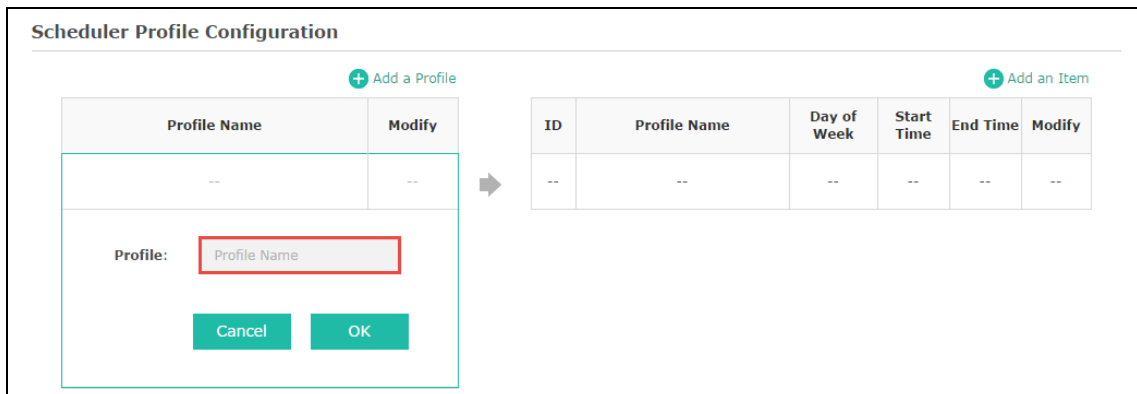 Scheduler Profile Configuration
Add a Profile
Profile Name Modify
-- --
Profile: Profile Name
Cancel OK
Add an Item
ID Profile Name Day of Week Start Time End Time Modify
-- -- -- -- -- --